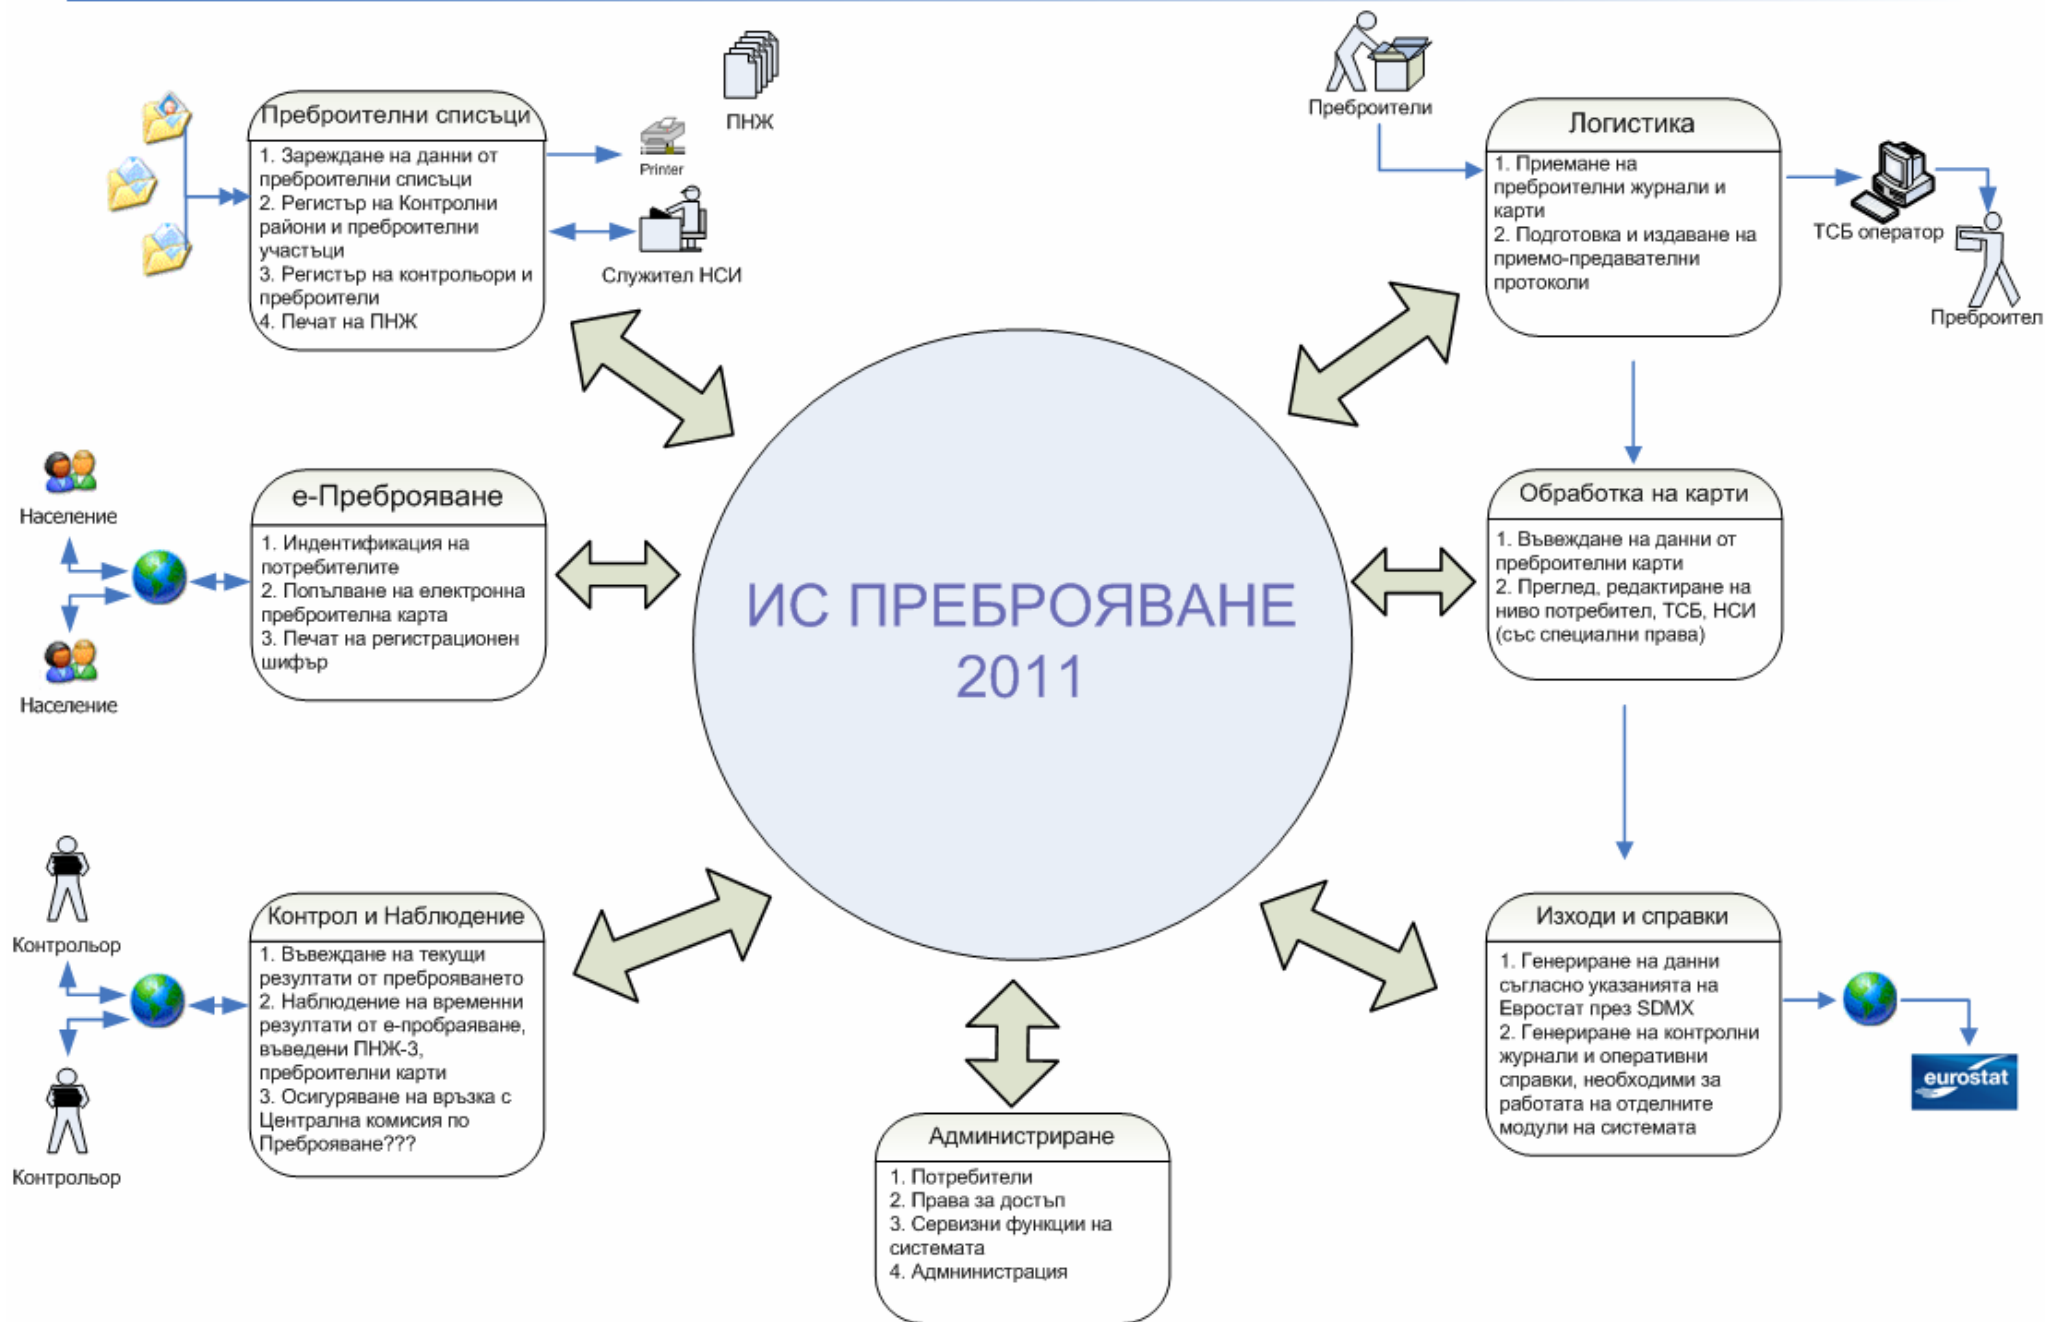 ПНЖ
Преброители
Преброителни списъци
1. Зареждане на данни от
преброителни списъци
2. Регистър на Контролни
райони и преброителни
участъци
3. Регистър на контрольори и
преброители
4. Печат на ПНЖ
Printer
Служител НСИ
Логистика
1. Приемане на
преброителни журнали и
карти
2. Подготовка и издаване на
приемо-предавателни
протоколи
ТСБ оператор
Преброител
Население
Население
е-Преброяване
1. Индентификация на
потребителите
2. Попълване на електронна
преброителна карта
3. Печат на регистрационен
шифър
ИС ПРЕБРОЯВАНЕ
2011
Обработка на карти
1. Въвеждане на данни от
преброителни карти
2. Преглед, редактиране на
ниво потребител, ТСБ, НСИ
(със специални права)
Контрольор
Контрольор
Контрол и Наблюдение
1. Въвеждане на текущи
резултати от преброяването
2. Наблюдение на временни
резултати от е-пробраяване,
въведени ПНЖ-3,
преброителни карти
3. Осигуряване на връзка с
Централна комисия по
Преброяване???
Изходи и справки
1. Генериране на данни
съгласно указанията на
Евростат през SDMX
2. Генериране на контролни
журнали и оперативни
справки, необходими за
работата на отделните
модули на системата
eurostat
Администриране
1. Потребители
2. Права за достъп
3. Сервизни функции на
системата
4. Адмнинистрация